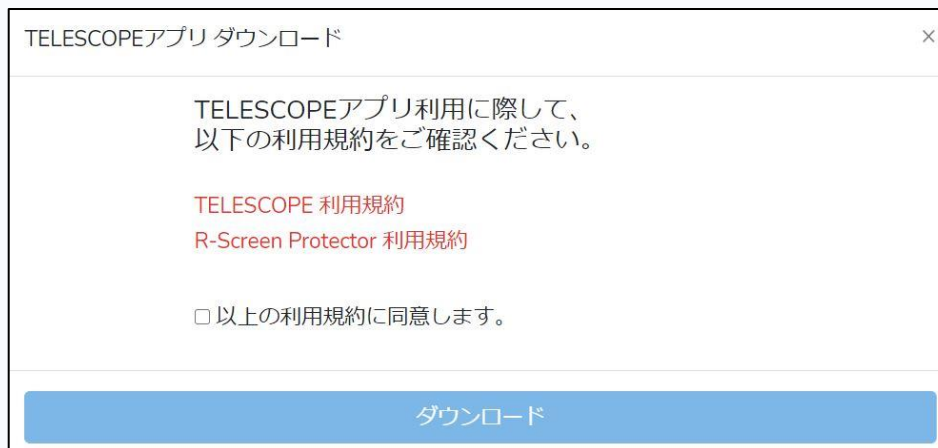 TELESCOPEアプリ ダウンロード
×
TELESCOPEアプリ利用に際して、
以下の利用規約をご確認ください。
TELESCOPE 利用規約
R-Screen Protector 利用規約
以上の利用規約に同意します。
ダウンロード